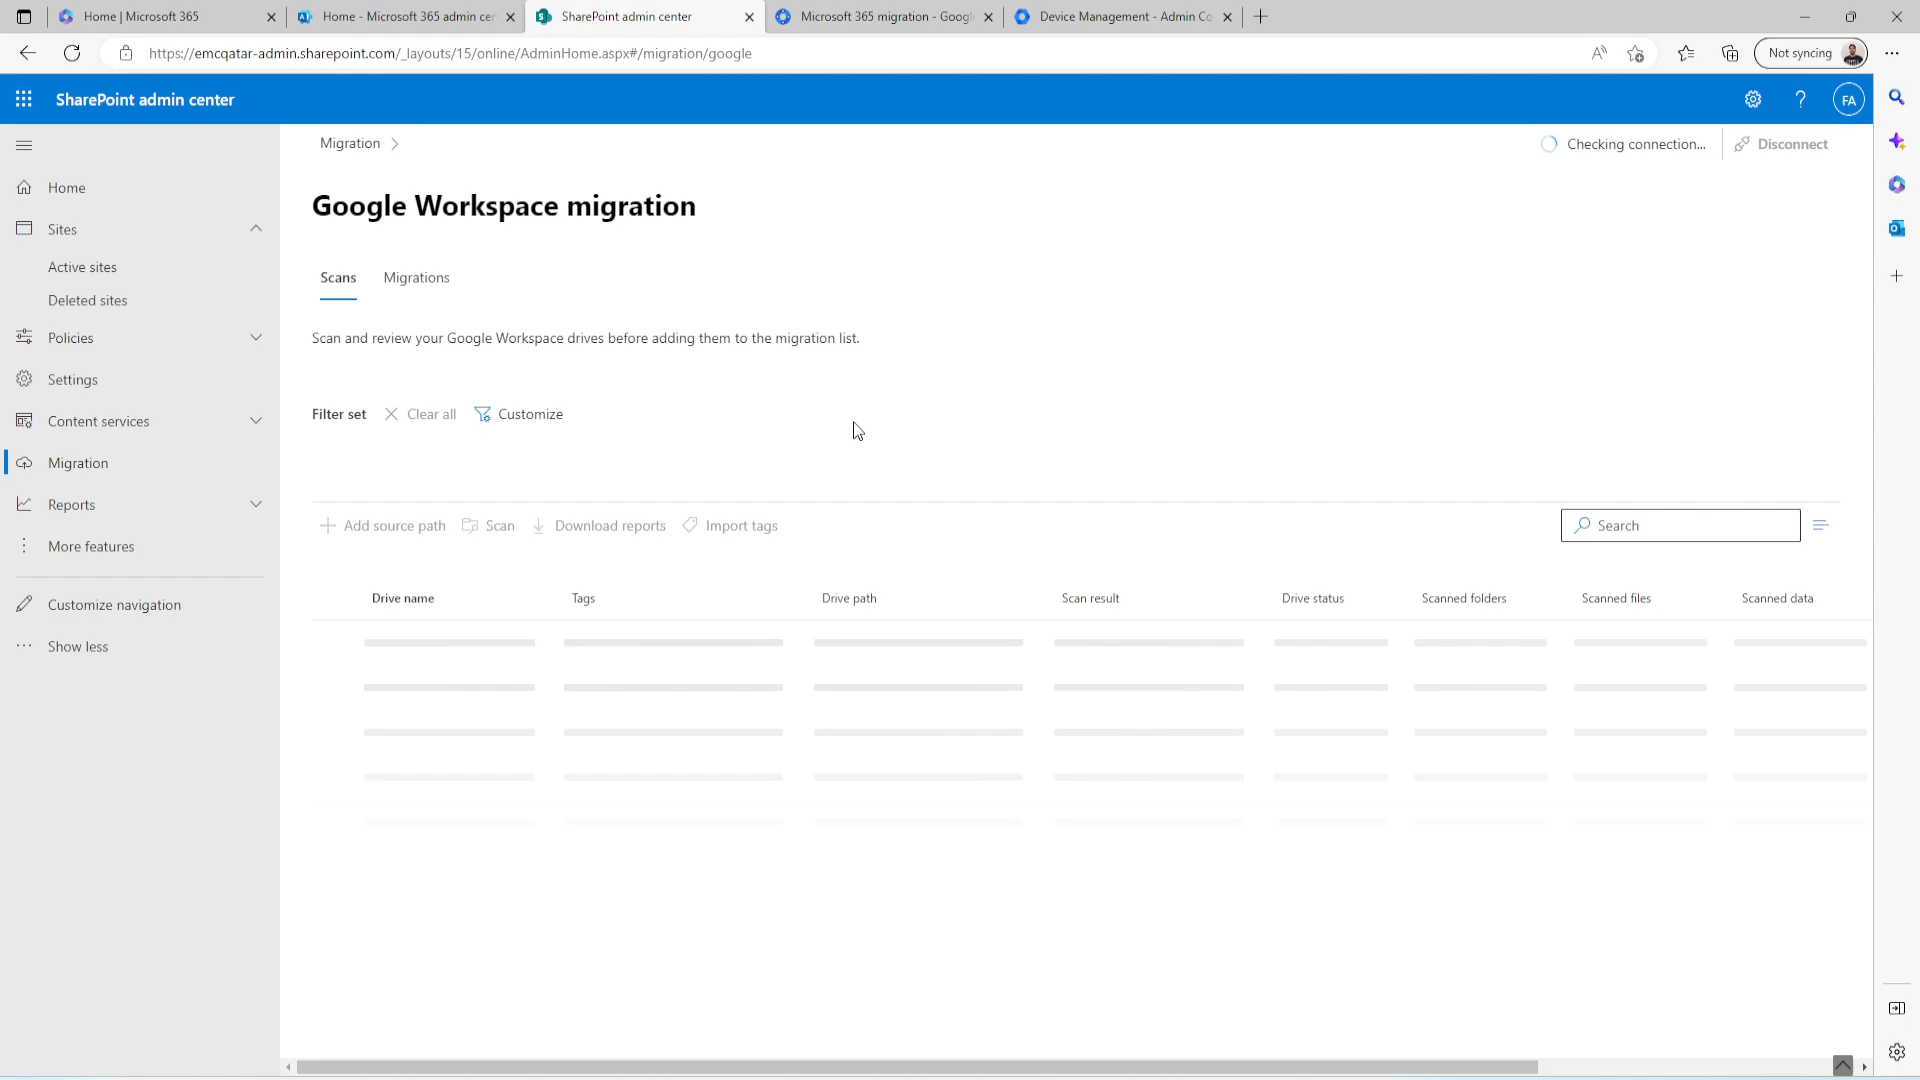 Home | Microsoft 365
Home - Microsoft 365 admin cen
SharePoint admin center
Microsoft 365 migration - Googl
Device Management - Admin Co
https://emcqatar-admin.sharepoint.com/_layouts/15/online/AdminHome.aspx#/migration/google
Not syncing
SharePoint admin center
FA
Migration
Checking connection...
Disconnect
Home
Sites
Active sites
Deleted sites
Policies
Settings
Content services
Migration
Reports
More features
Customize navigation
Show less
Google Workspace migration
Scans
Migrations
Scan and review your Google Workspace drives before adding them to the migration list.
Filter set
Clear all
Customize
Add source path
Scan
Download reports
Import tags
Search
Drive name
Tags
Drive path
Scan result
Drive status
Scanned folders
Scanned files
Scanned data